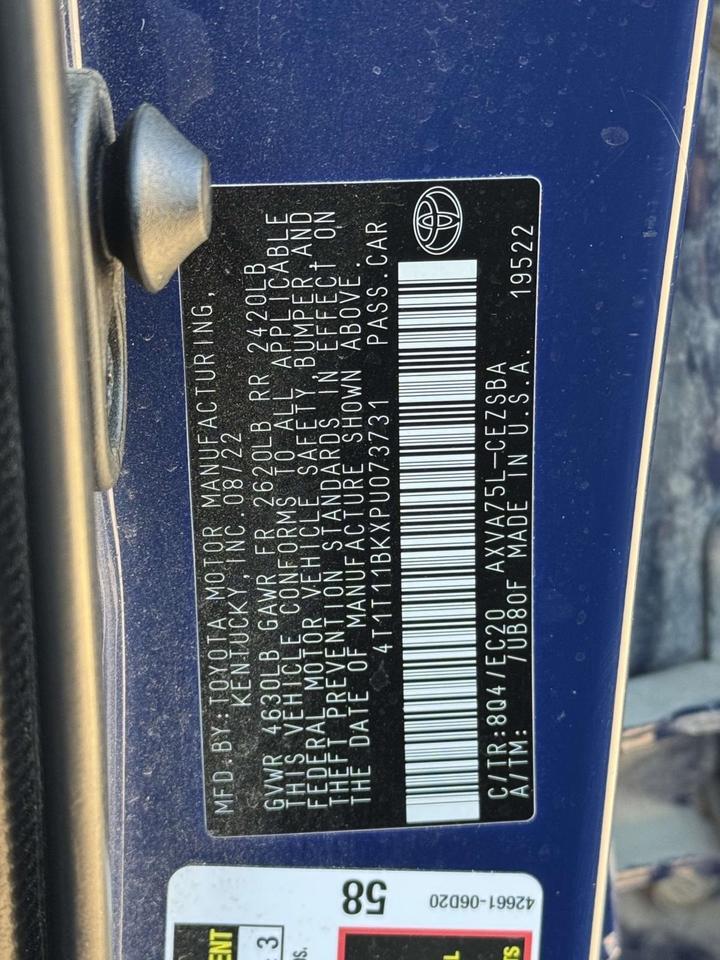 MFD.BY:TOYOTA MOTOR MANUFACTURING,
KENTUCKY, INC. 08/22
GVWR 4630LB GAWR FR 2620LB RR 2420LB
THIS VEHICLE CONFORMS TO ALL APPLICABLE
FEDERAL MOTOR VEHICLE SAFETY, BUMPER, AND
THEFT PREVENTION STANDARDS IN EFFECT ON
THE DATE OF MANUFACTURE SHOWN ABOVE.
4T1T11BKXPU073731 PASS.CAR
C/TR:8Q4/EC20 AXVA75L-CEZSBA
A/TM: 7UB80F MADE IN U.S.A. 19522
58
42661-06D20
3